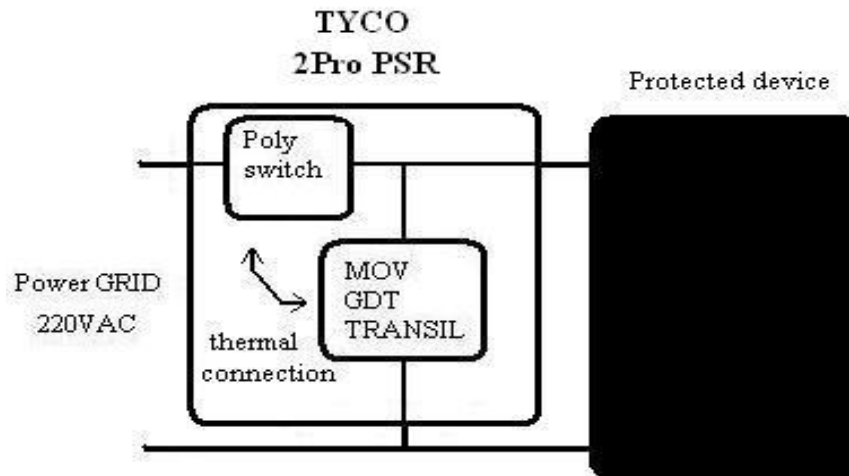 TYCO
2Pro PSR
Protected device
Poly
switch
Power GRID
220VAC
MOV
GDT
TRANSIL
thermal
connection